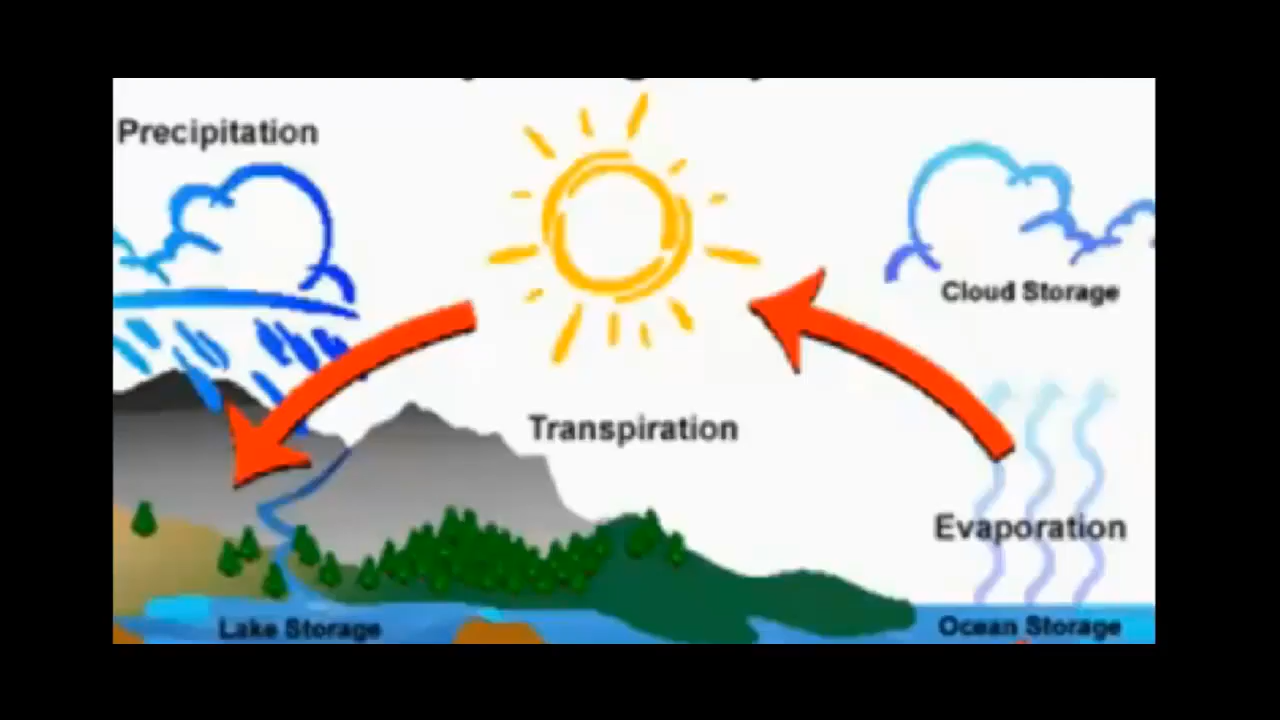 Precipitation
Cloud Storage
Transpiration
Evaporation
Lake Storage
Ocean Storage